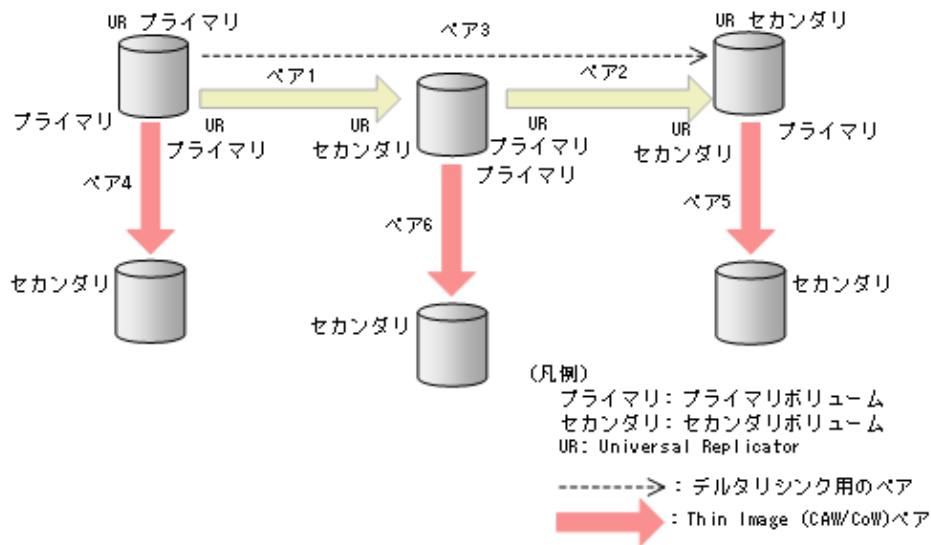 UR プライマリ
ペア3
UR セカンダリ
ペア1
ペア2
プライマリ
UR
プライマリ
UR
セカンダリ
UR
プライマリ
プライマリ
UR
セカンダリ
プライマリ
ペア4
ペア6
ペア5
セカンダリ
セカンダリ
セカンダリ
(凡例)
プライマリ: プライマリボリューム
セカンダリ: セカンダリボリューム
UR: Universal Replicator
: デルタリシンク用のペア
: Thin Image (CAW/CoW)ペア